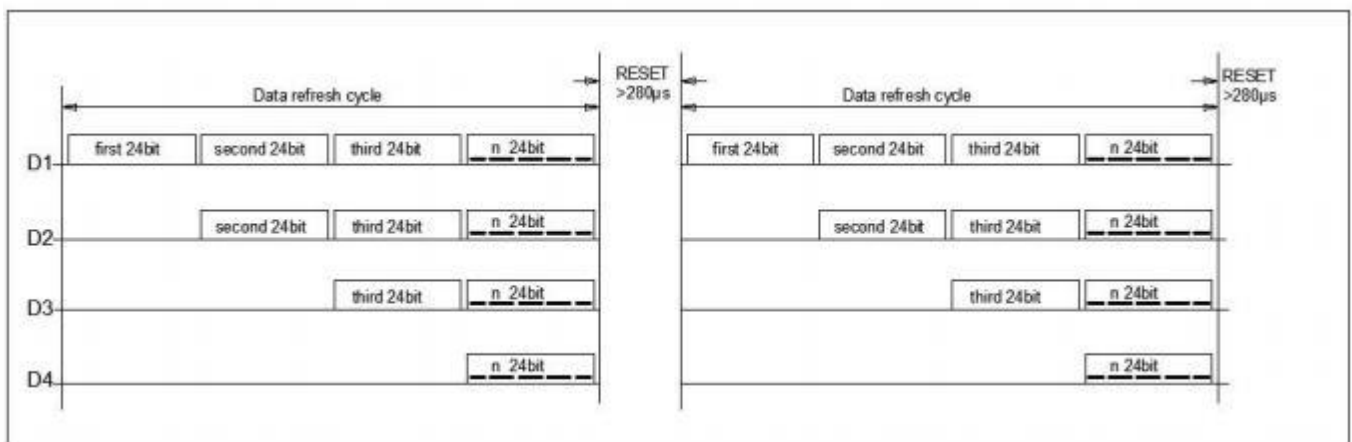 RESET
>280μs
RESET
>280μs
Data refresh cycle
Data refresh cycle
D1
first 24bit
second 24bit
third 24bit
n 24bit
first 24bit
second 24bit
third 24bit
n 24bit
D2
second 24bit
third 24bit
n 24bit
second 24bit
third 24bit
n 24bit
D3
third 24bit
n 24bit
third 24bit
n 24bit
D4
n 24bit
n 24bit